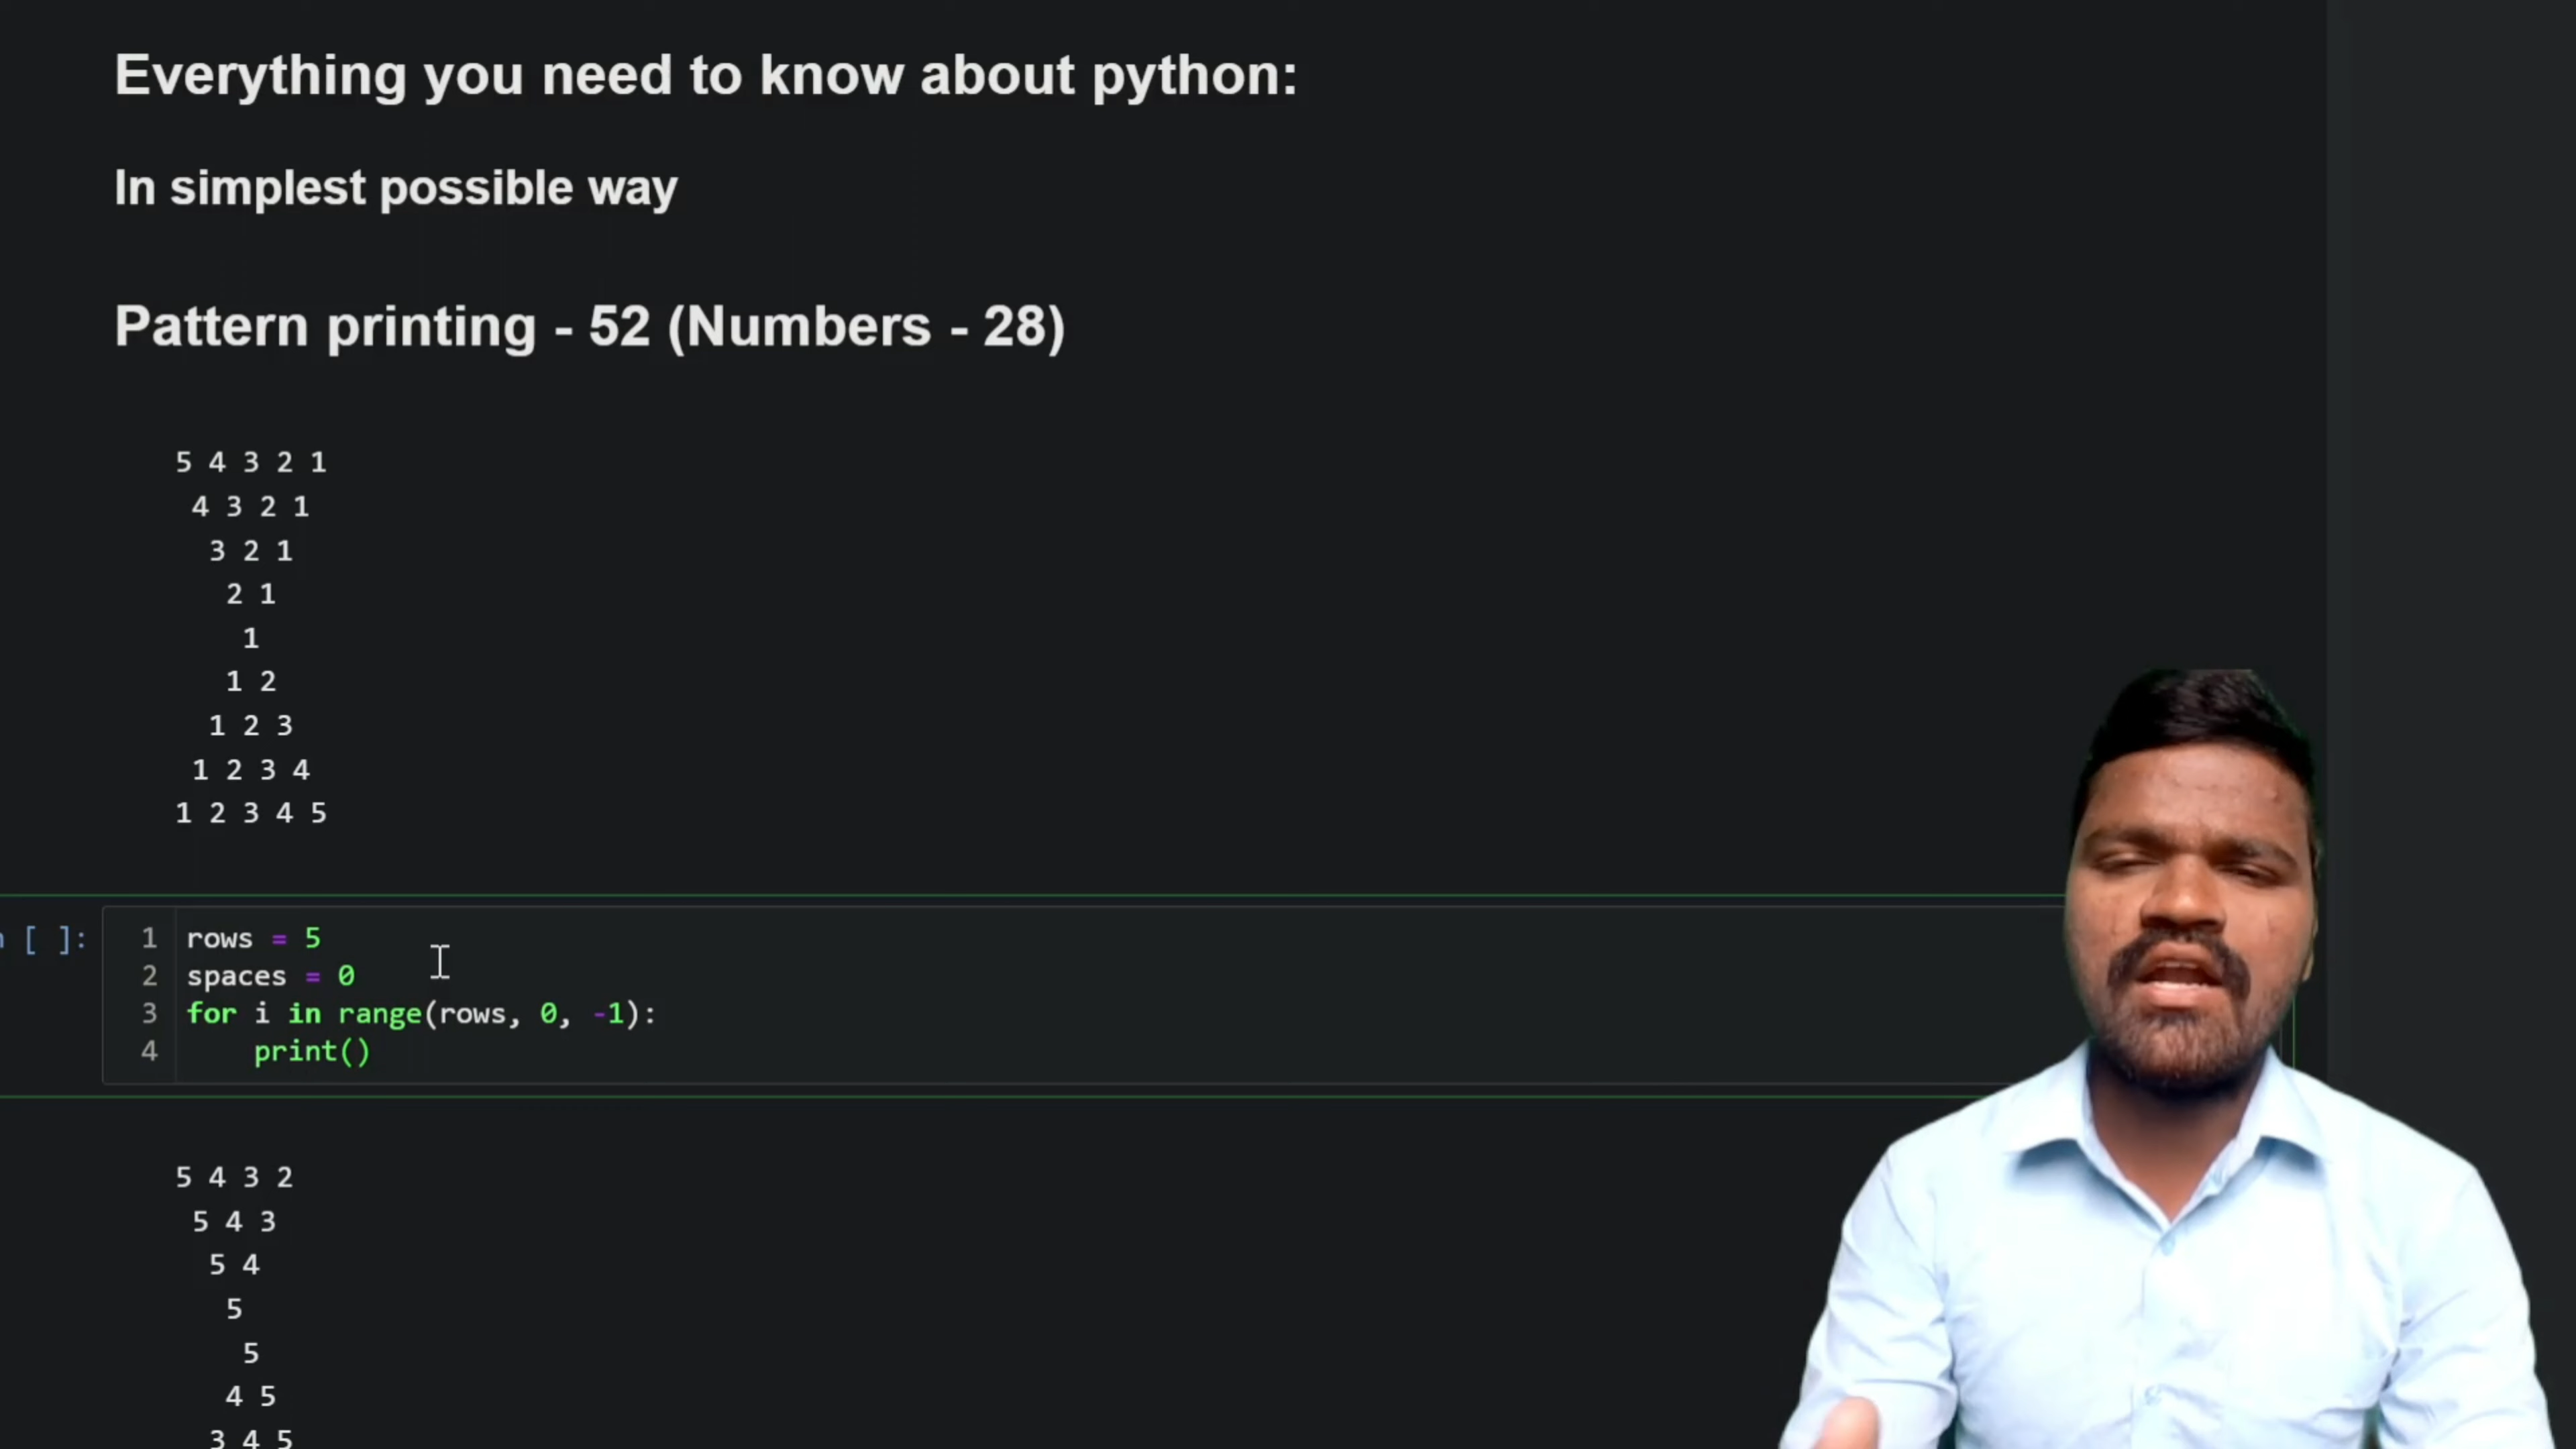 Everything you need to know about python:
In simplest possible way
Pattern printing - 52 (Numbers - 28)
5 4 3 2 1
4 3 2 1
3 2 1
2 1
1
1 2
1 2 3
1 2 3 4
1 2 3 4 5
[ ]:
1 rows = 5
2 spaces = 0
3 for i in range(rows, 0, -1):
4 print()
5 4 3 2
5 4 3
5 4
5
5
4 5
3 4 5